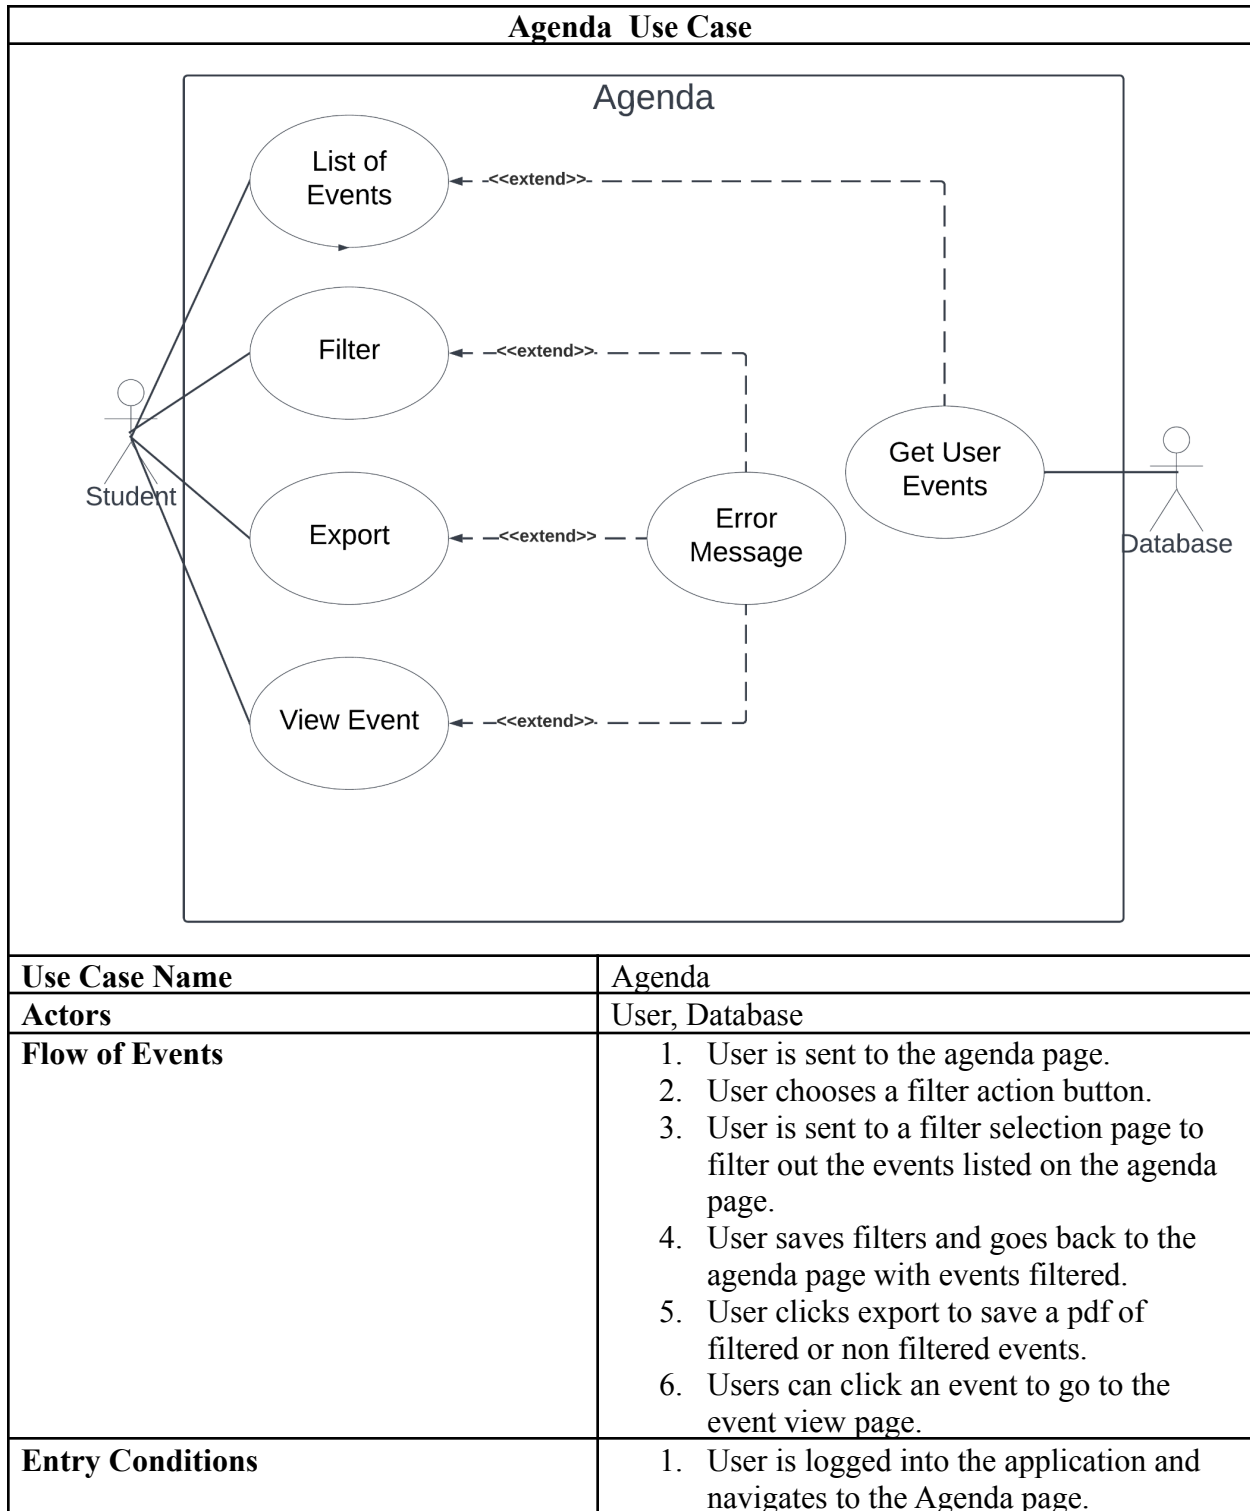 Agenda  Use Case
Agenda
List of
Events
<<extend>>
Filter
<<extend>>
Student
Export
<<extend>>
Error
Message
Get User
Events
Database
View Event
<<extend>>
Use Case Name
Agenda
Actors
User, Database
Flow of Events
1. User is sent to the agenda page.
2. User chooses a filter action button.
3. User is sent to a filter selection page to
filter out the events listed on the agenda
page.
4. User saves filters and goes back to the
agenda page with events filtered.
5. User clicks export to save a pdf of
filtered or non filtered events.
6. Users can click an event to go to the
event view page.
Entry Conditions
1. User is logged into the application and
navigates to the Agenda page.